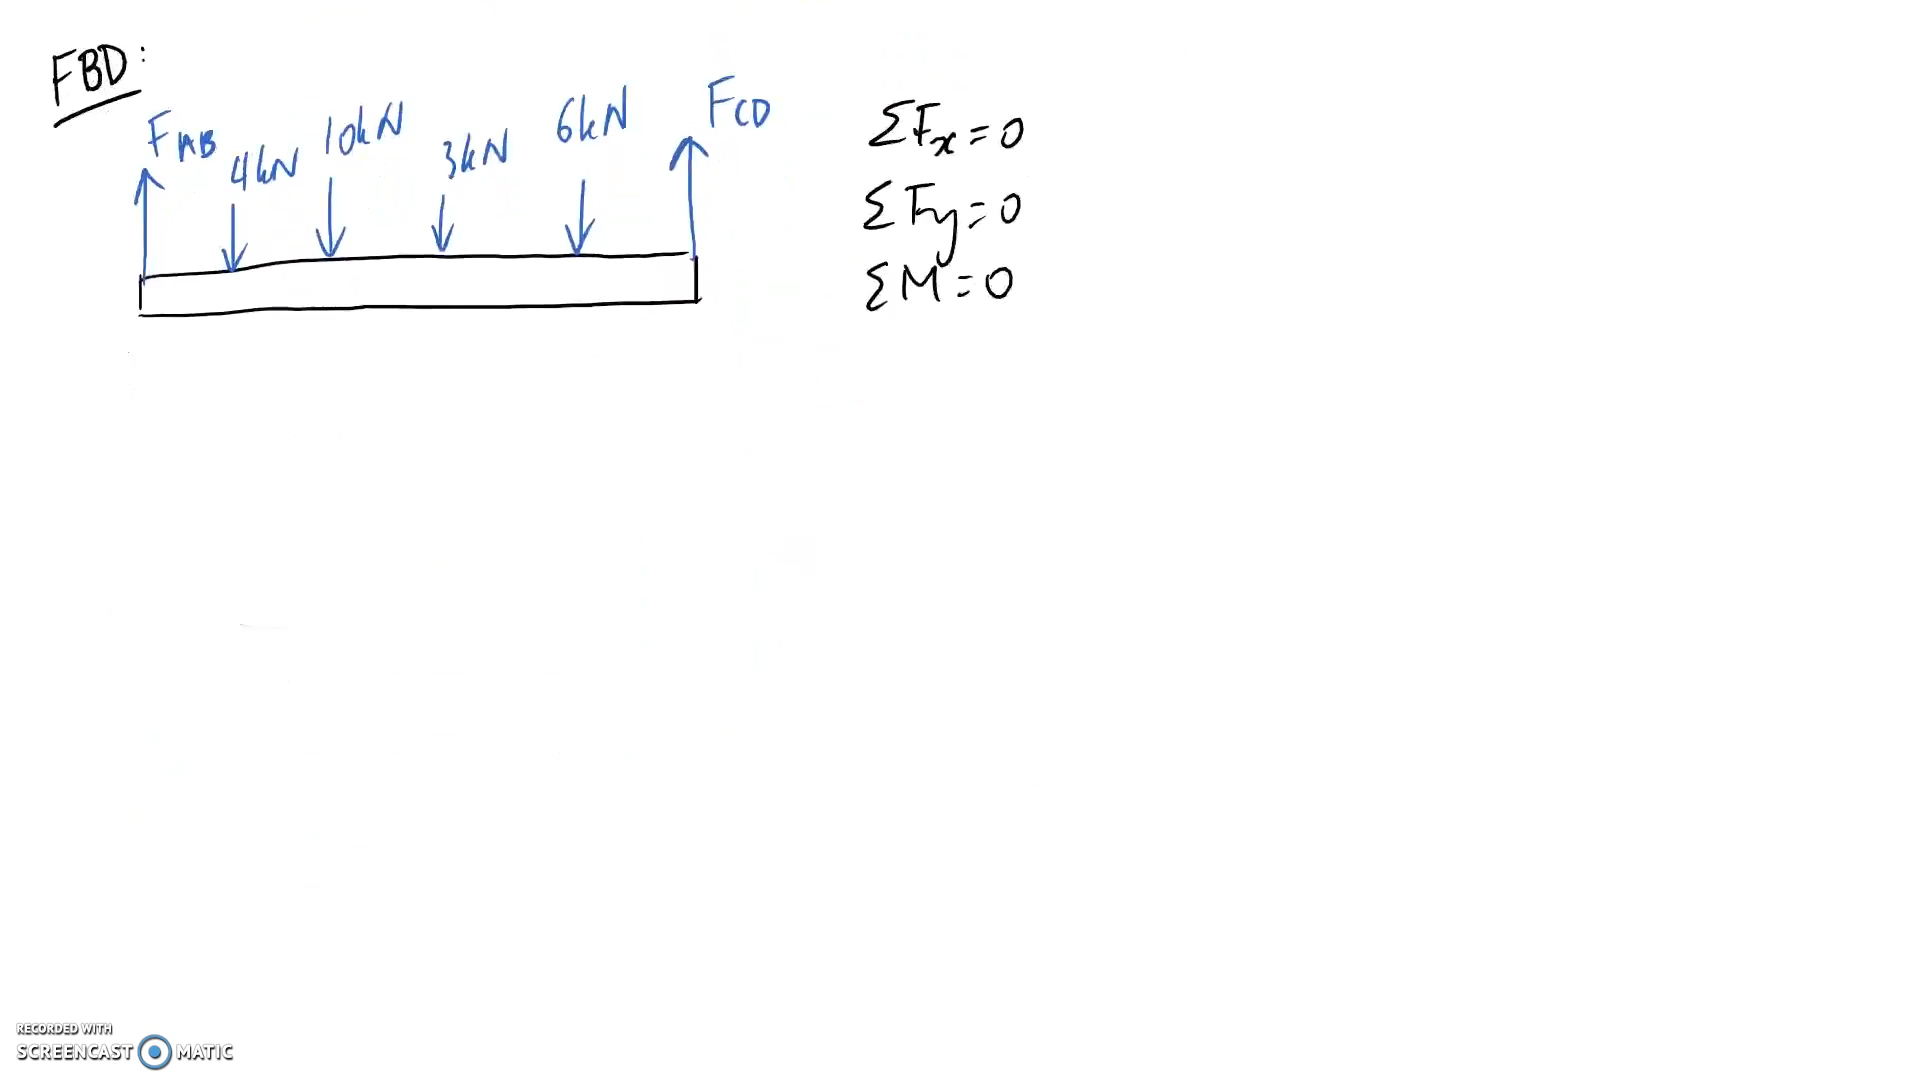 FBD:
FAB
4kN
10kN
3kN
6kN
FCD
ΣFx = 0
ΣFy = 0
ΣM = 0
RECORDED WITH
SCREENCAST MATIC